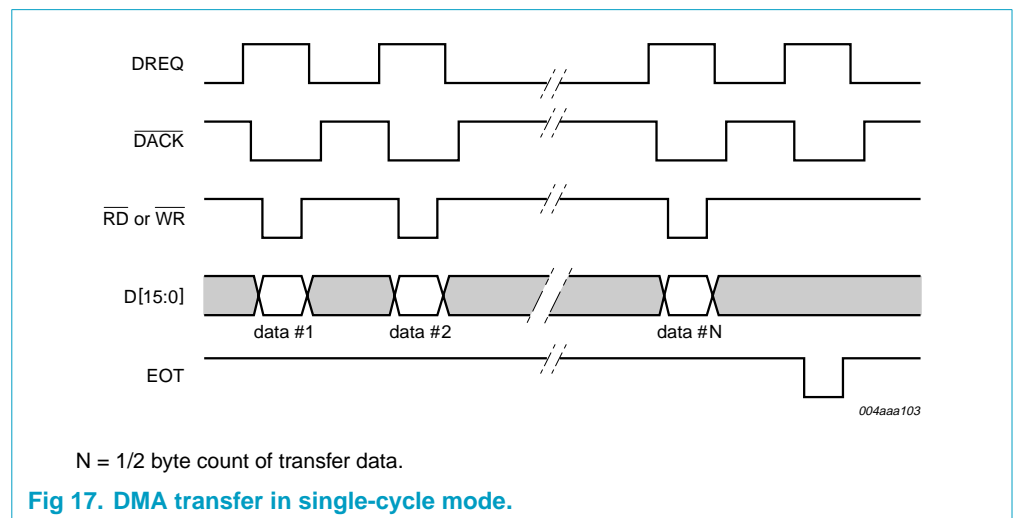 DREQ
DACK
RD or WR
D[15:0]
data #1 data #2 data #N
EOT
004aaa103
N = 1/2 byte count of transfer data.
Fig 17. DMA transfer in single-cycle mode.